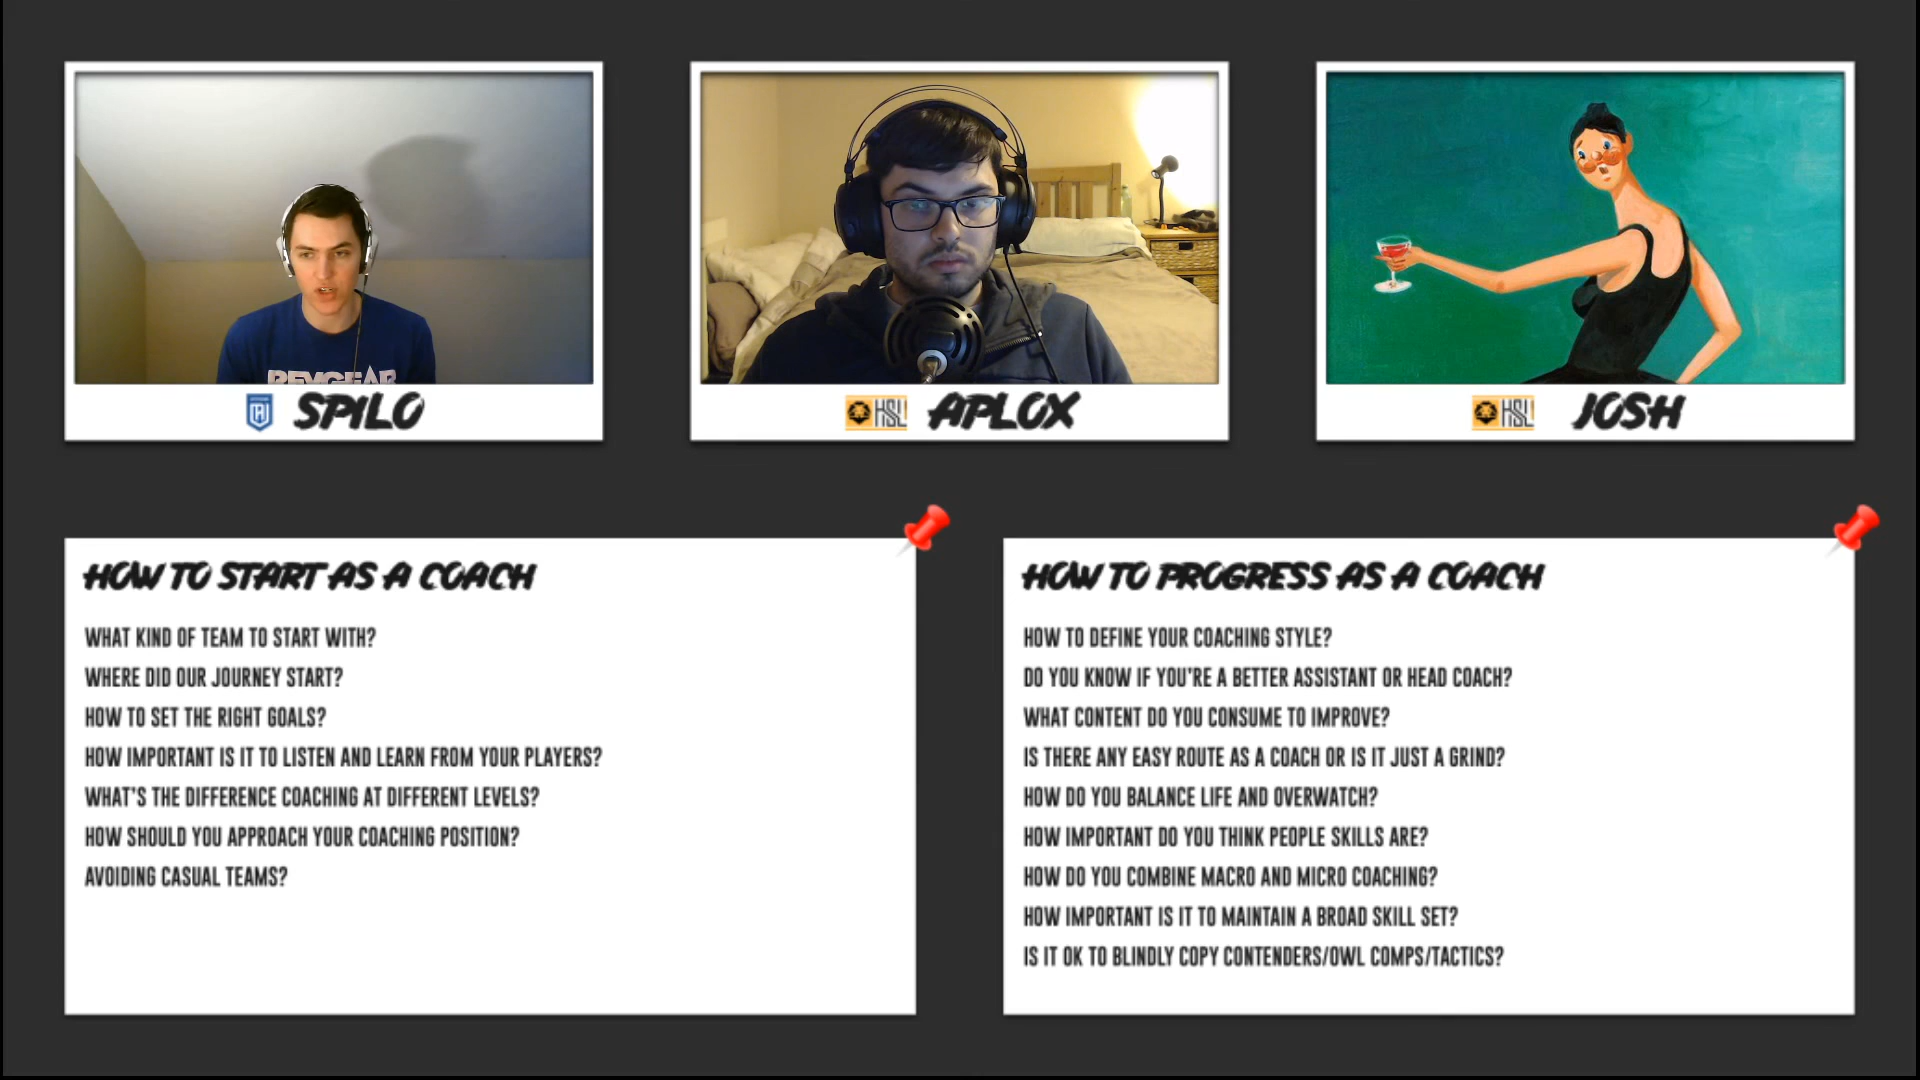 REVGEAR
SPILO
HSL APLOX
HSL JOSH
HOW TO START AS A COACH
WHAT KIND OF TEAM TO START WITH?
WHERE DID OUR JOURNEY START?
HOW TO SET THE RIGHT GOALS?
HOW IMPORTANT IS IT TO LISTEN AND LEARN FROM YOUR PLAYERS?
WHAT'S THE DIFFERENCE COACHING AT DIFFERENT LEVELS?
HOW SHOULD YOU APPROACH YOUR COACHING POSITION?
AVOIDING CASUAL TEAMS?
HOW TO PROGRESS AS A COACH
HOW TO DEFINE YOUR COACHING STYLE?
DO YOU KNOW IF YOU'RE A BETTER ASSISTANT OR HEAD COACH?
WHAT CONTENT DO YOU CONSUME TO IMPROVE?
IS THERE ANY EASY ROUTE AS A COACH OR IS IT JUST A GRIND?
HOW DO YOU BALANCE LIFE AND OVERWATCH?
HOW IMPORTANT DO YOU THINK PEOPLE SKILLS ARE?
HOW DO YOU COMBINE MACRO AND MICRO COACHING?
HOW IMPORTANT IS IT TO MAINTAIN A BROAD SKILL SET?
IS IT OK TO BLINDLY COPY CONTENDERS/OWL COMPS/TACTICS?